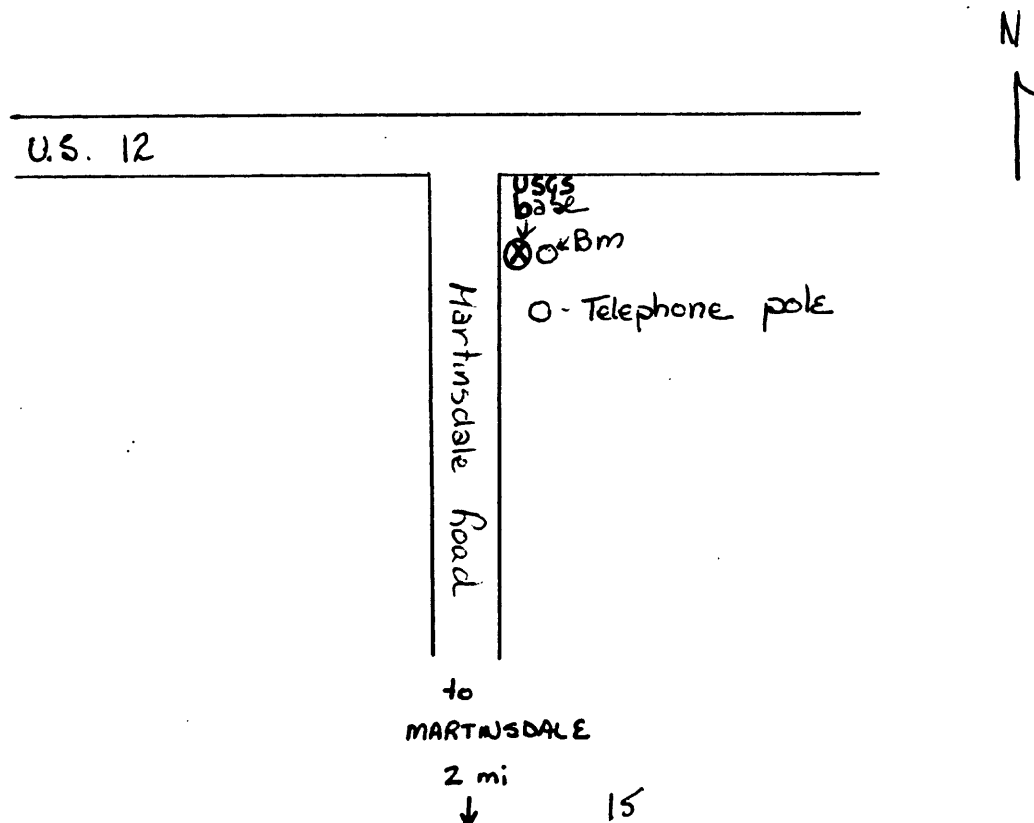 N
U.S. 12
USGS
base
Bm
O - Telephone pole
Martinsdale Road
to
MARTINSDALE
2 mi
15